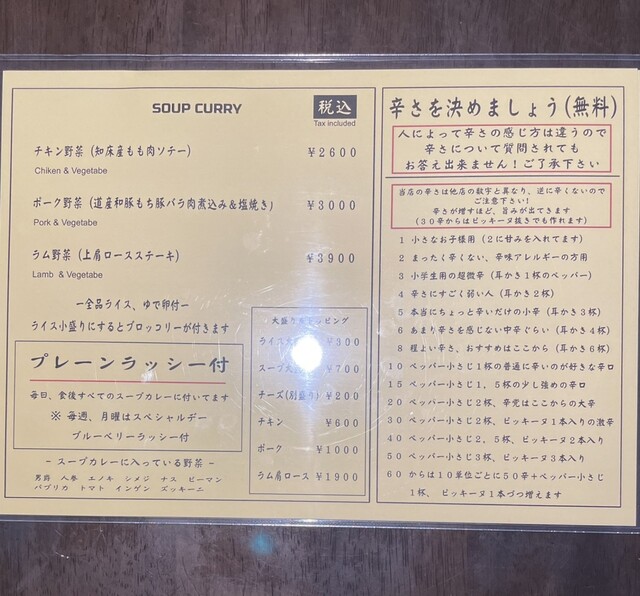 SOUP CURRY
税込
Tax included
チキン野菜 (知床産もも肉ソテー) ¥2600
Chiken & Vegetabe
ポーク野菜 (道産和豚もち豚バラ肉煮込み&塩焼き) ¥3000
Pork & Vegetabe
ラム野菜 (上肩ロースステーキ) ¥3900
Lamb & Vegetabe
ー全品ライス、ゆで卵付ー
ライス小盛りにするとブロッコリーが付きます
プレーンラッシー付
毎日、食後すべてのスープカレーに付いてます
※ 毎週、月曜はスペシャルデー
ブルーベリーラッシー付
- スープカレーに入っている野菜 -
男爵 人参 エノキ シメジ ナス ピーマン
パプリカ トマト インゲン ズッキーニ
大盛り&トッピング
ライス大 ¥300
スープ大 ¥700
チーズ(別盛り) ¥200
チキン ¥600
ポーク ¥1000
ラム肩ロース ¥1900
辛さを決めましょう(無料)
人によって辛さの感じ方は違うので
辛さについて質問されても
お答え出来ません!ご了承下さい
当店の辛さは他店の数字と異なり、逆に辛くないので
ご注意下さい!
辛さが増すほど、旨みが出てきます
(30辛からはピッキーヌ抜きでも作れます)
1 小さなお子様用 (2に甘みを入れてます)
2 まったく辛くない、辛味アレルギーの方用
3 小学生用の超微辛 (耳かき1杯のペッパー)
4 辛さにすごく弱い人 (耳かき2杯)
5 本当にちょっと辛いだけの小辛 (耳かき3杯)
6 あまり辛さを感じない中辛ぐらい (耳かき4杯)
8 程よい辛さ、おすすめはここから (耳かき6杯)
10 ペッパー小さじ1杯の普通に辛いのが好きな辛口
15 ペッパー小さじ1,5杯の少し強めの辛口
20 ペッパー小さじ2杯、辛党はここからの大辛
30 ペッパー小さじ2杯、ピッキーヌ1本入りの激辛
40 ペッパー小さじ2,5杯、ピッキーヌ2本入り
50 ペッパー小さじ3杯、ピッキーヌ3本入り
60 からは10単位ごとに50辛+ペッパー小さじ
1杯、ピッキーヌ1本づつ増えます